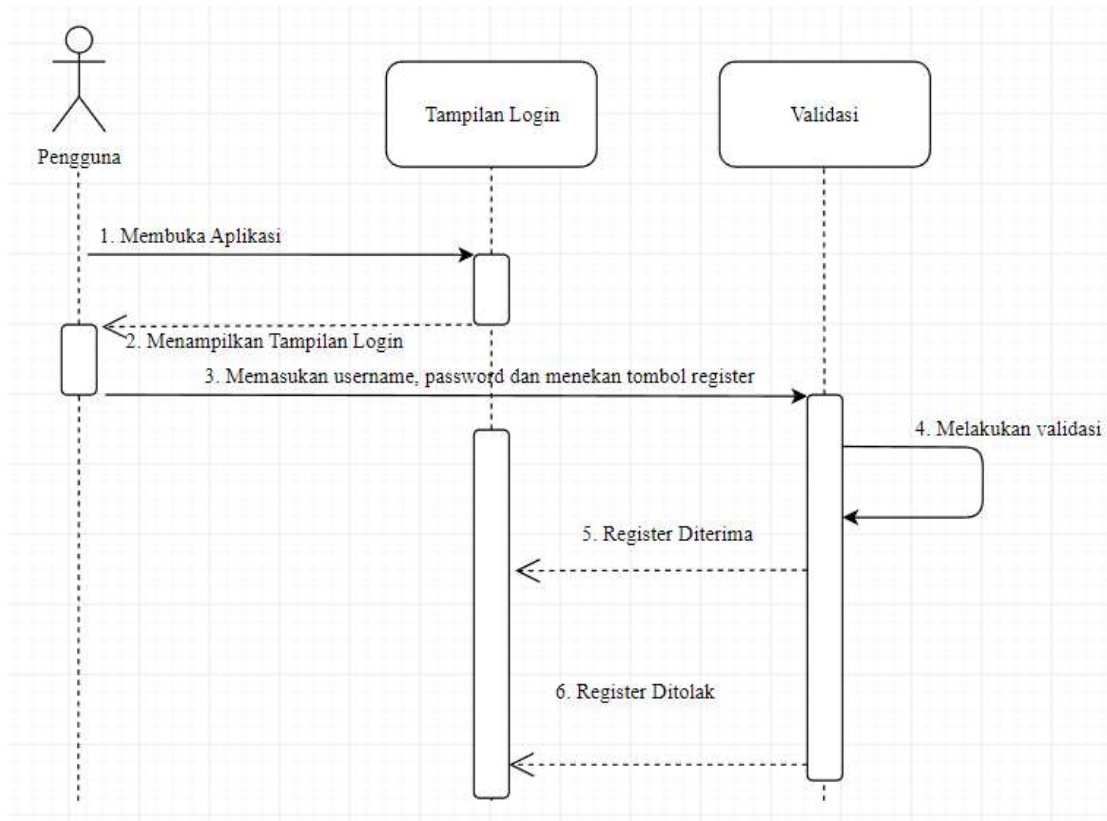 Tampilan Login
Validasi
Pengguna
1. Membuka Aplikasi
2. Menampilkan Tampilan Login
3. Memasukan username, password dan menekan tombol register
4. Melakukan validasi
5. Register Diterima
6. Register Ditolak